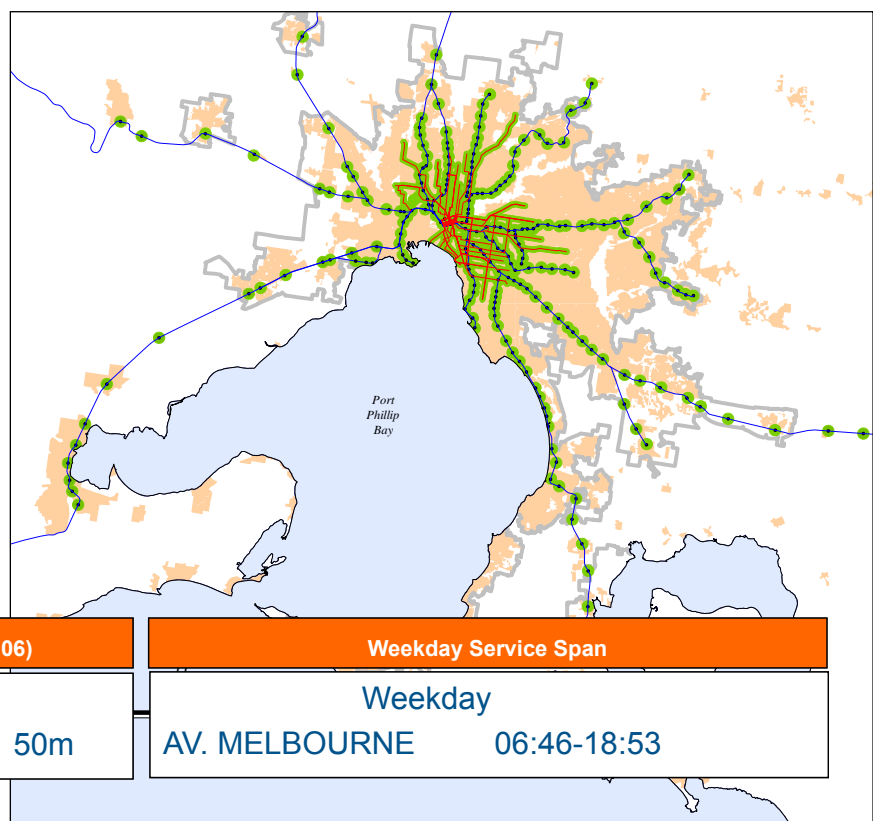 Port
Phillip
Bay
06)
Weekday Service Span
50m
Weekday
AV. MELBOURNE 06:46-18:53